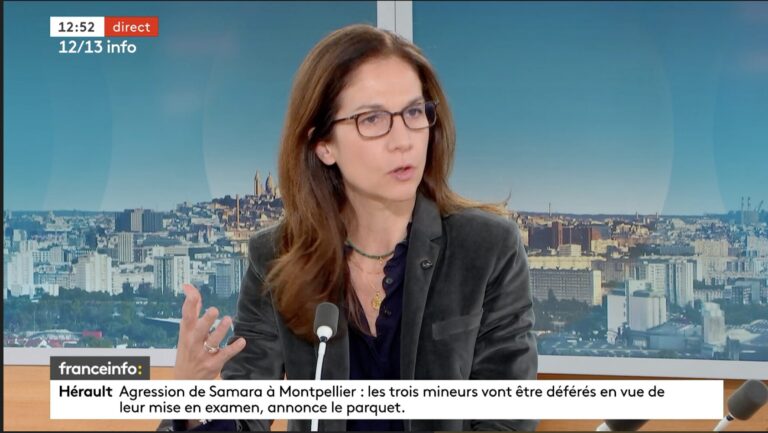 12:52 direct
12/13 info
franceinfo:
Hérault Agression de Samara à Montpellier : les trois mineurs vont être déférés en vue de
leur mise en examen, annonce le parquet.